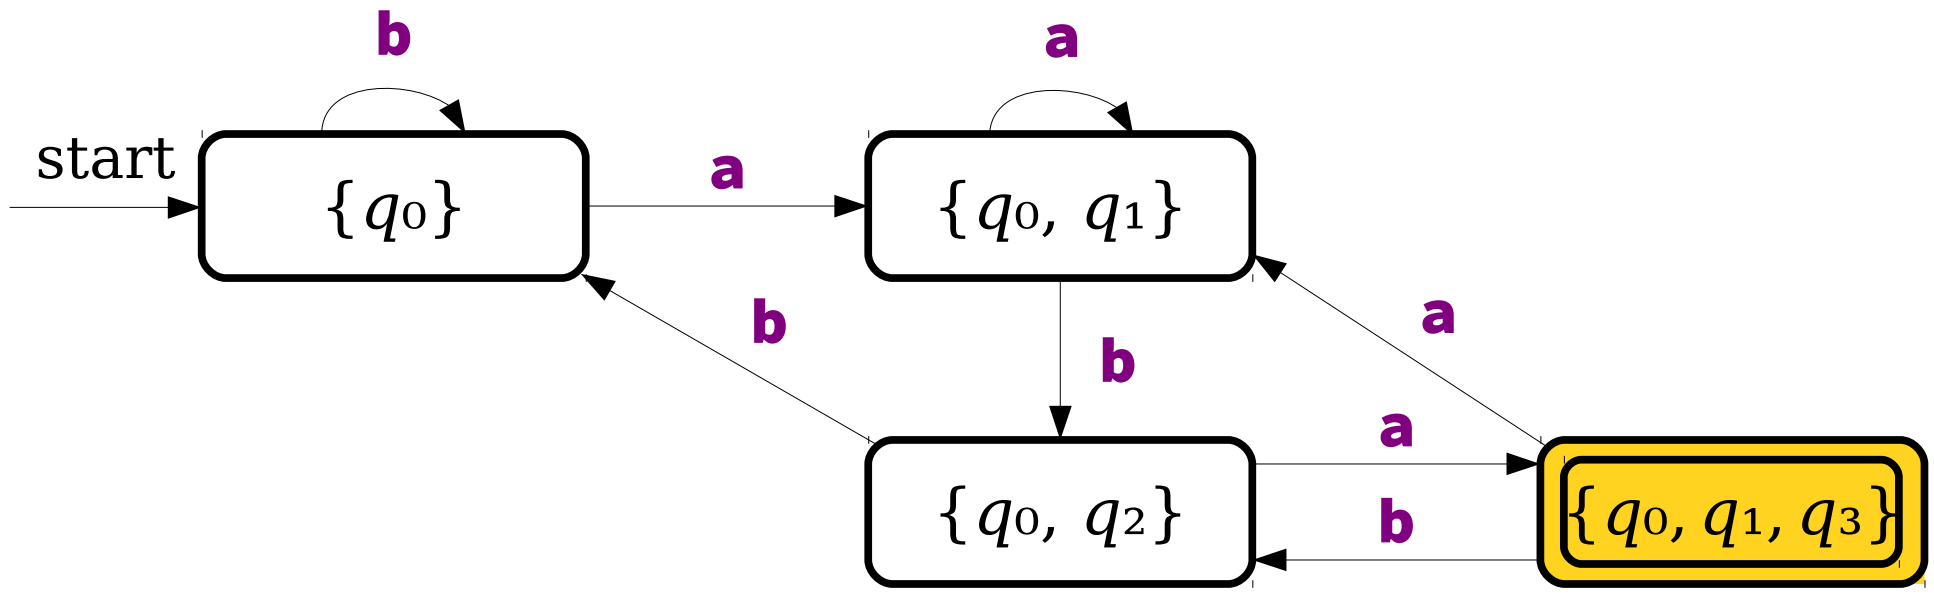 b
a
start
a
{q₀}
{q₀, q₁}
b
a
b
a
{q₀, q₂}
b
{q₀, q₁, q₃}